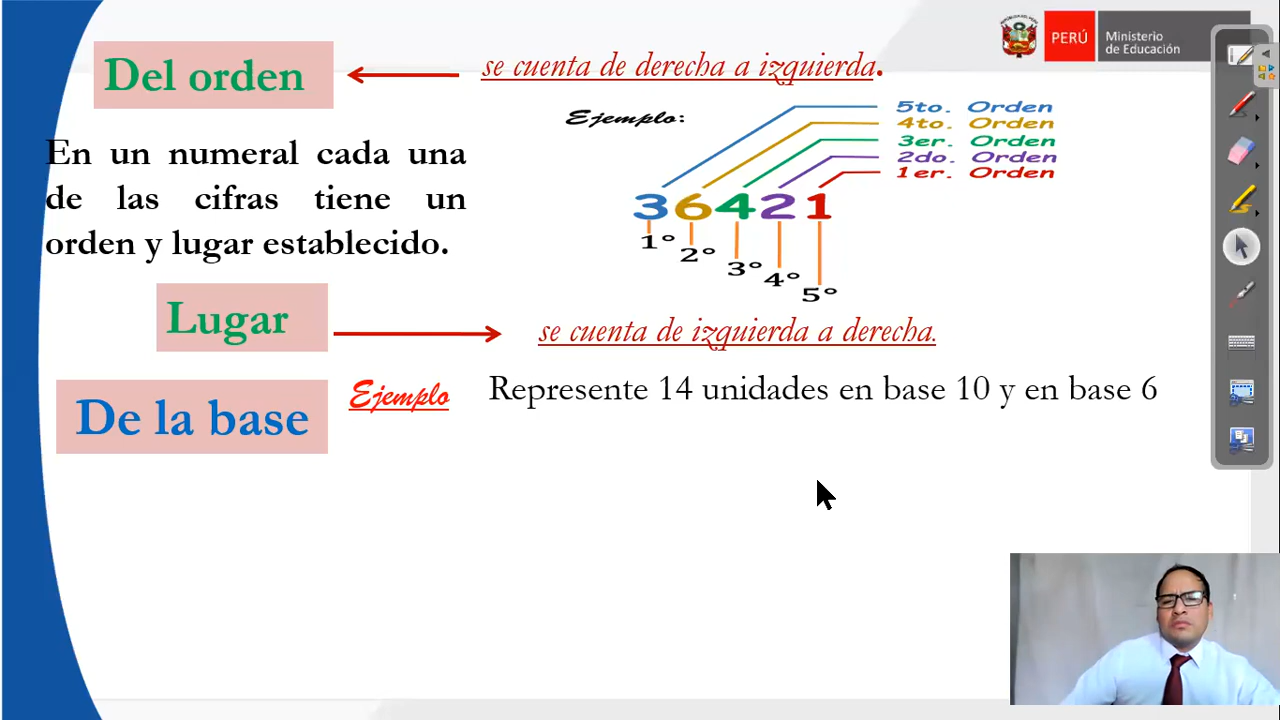 PERÚ
Ministerio
de Educación
Del orden
se cuenta de derecha a izquierda.
En un numeral cada una
de las cifras tiene un
orden y lugar establecido.
Ejemplo:
5to. Orden
4to. Orden
3er. Orden
2do. Orden
1er. Orden
36421
1°
2°
3°
4°
5°
Lugar
se cuenta de izquierda a derecha.
De la base
Ejemplo
Represente 14 unidades en base 10 y en base 6